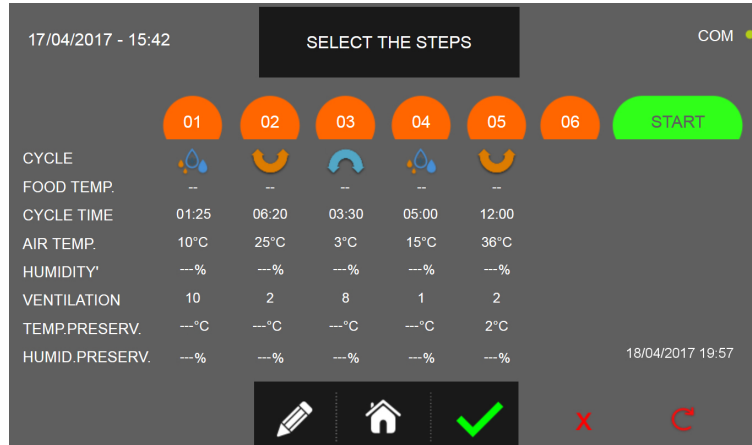 17/04/2017 - 15:42 SELECT THE STEPS COM
01 02 03 04 05 06 START
CYCLE
FOOD TEMP. -- -- -- -- --
CYCLE TIME 01:25 06:20 03:30 05:00 12:00
AIR TEMP. 10°C 25°C 3°C 15°C 36°C
HUMIDITY' ---% ---% ---% ---% ---%
VENTILATION 10 2 8 1 2
TEMP.PRESERV. ---°C ---°C ---°C ---°C 2°C
HUMID.PRESERV. ---% ---% ---% ---% ---% 18/04/2017 19:57
X